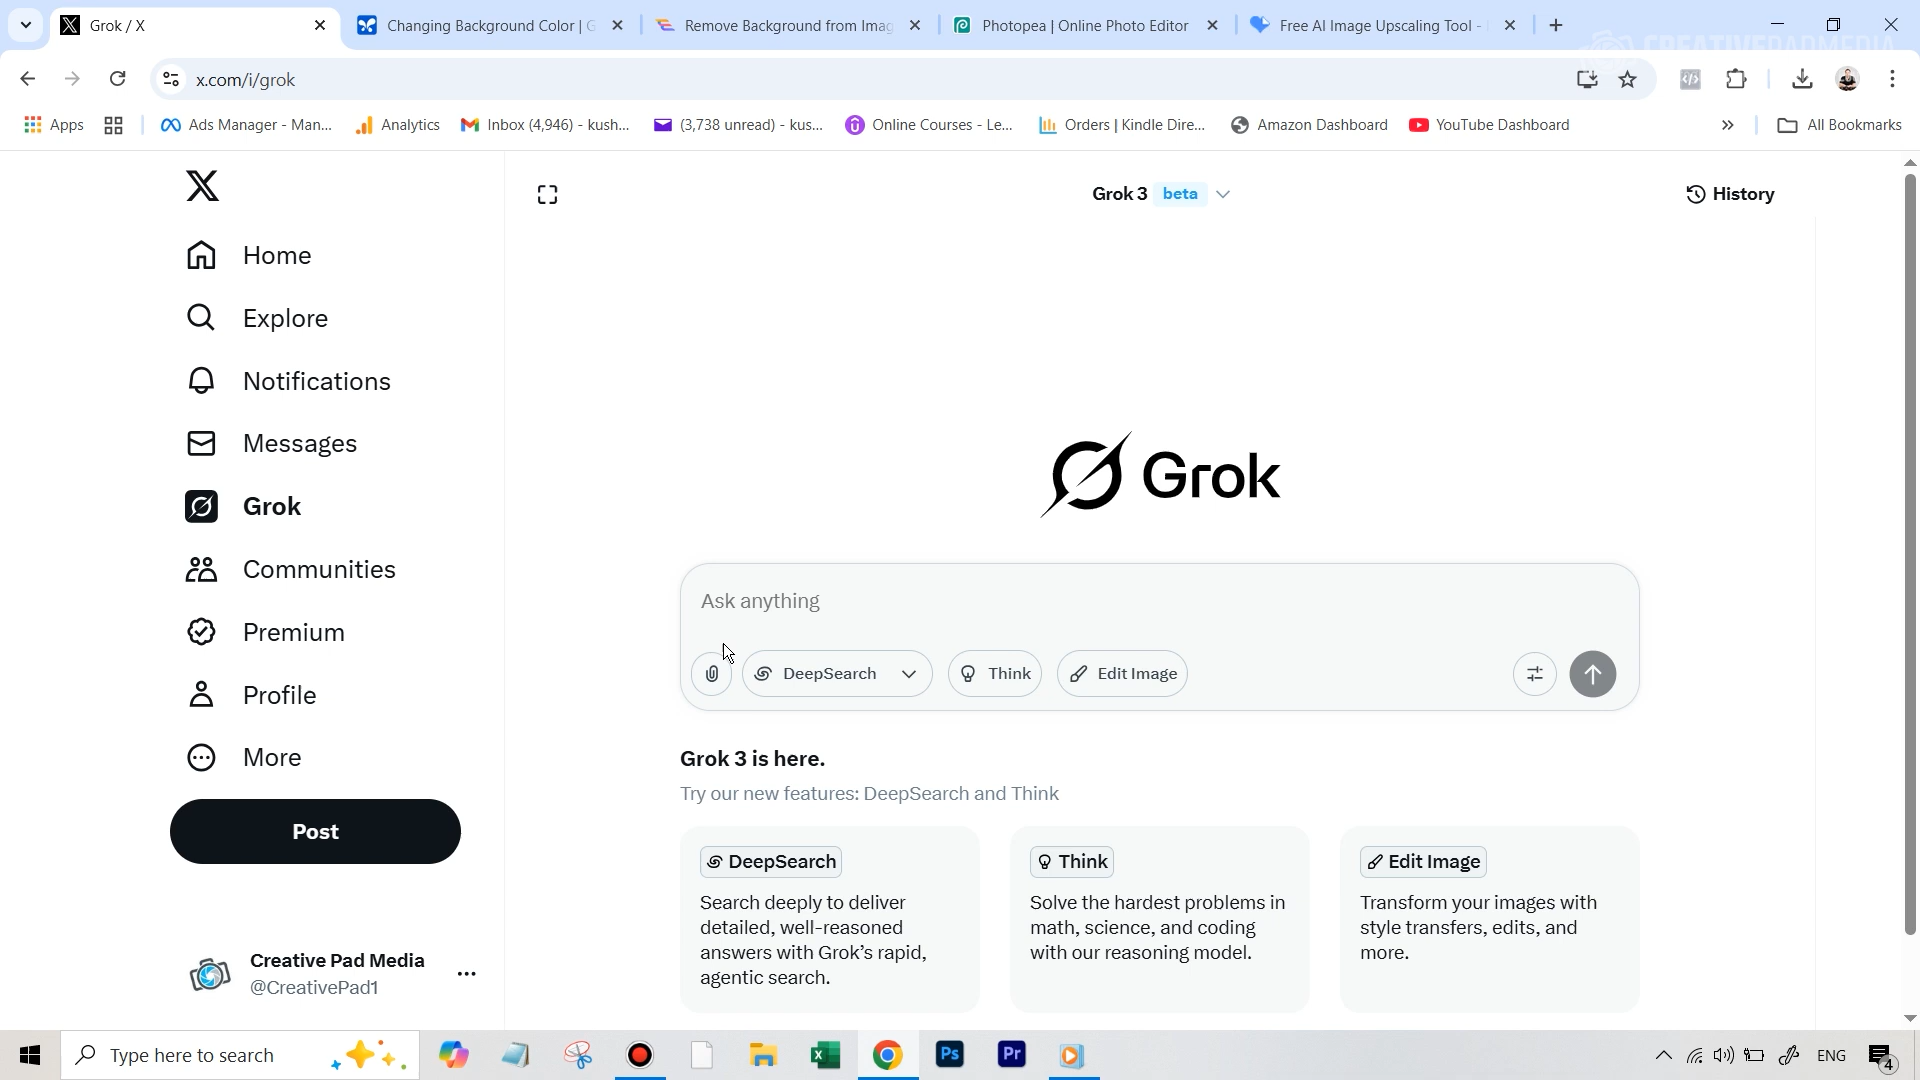 Grok / X
Changing Background Color | G
Remove Background from Imag
Photopea | Online Photo Editor
Free AI Image Upscaling Tool -
CREATIVEPADMEDIA
x.com/i/grok
Apps
Ads Manager - Man...
Analytics
Inbox (4,946) - kush...
(3,738 unread) - kus...
Online Courses - Le...
Orders | Kindle Dire...
Amazon Dashboard
YouTube Dashboard
All Bookmarks
Home
Explore
Notifications
Messages
Grok
Communities
Premium
Profile
More
Post
Creative Pad Media
@CreativePad1
Grok 3 beta
History
Grok
Ask anything
DeepSearch
Think
Edit Image
Grok 3 is here.
Try our new features: DeepSearch and Think
DeepSearch
Search deeply to deliver
detailed, well-reasoned
answers with Grok’s rapid,
agentic search.
Think
Solve the hardest problems in
math, science, and coding
with our reasoning model.
Edit Image
Transform your images with
style transfers, edits, and
more.
Type here to search
Ps
Pr
ENG
4